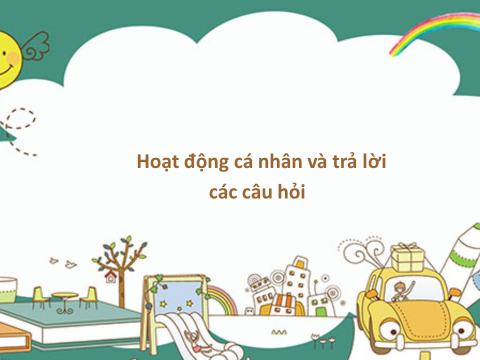 Hoạt động cá nhân và trả lời
các câu hỏi